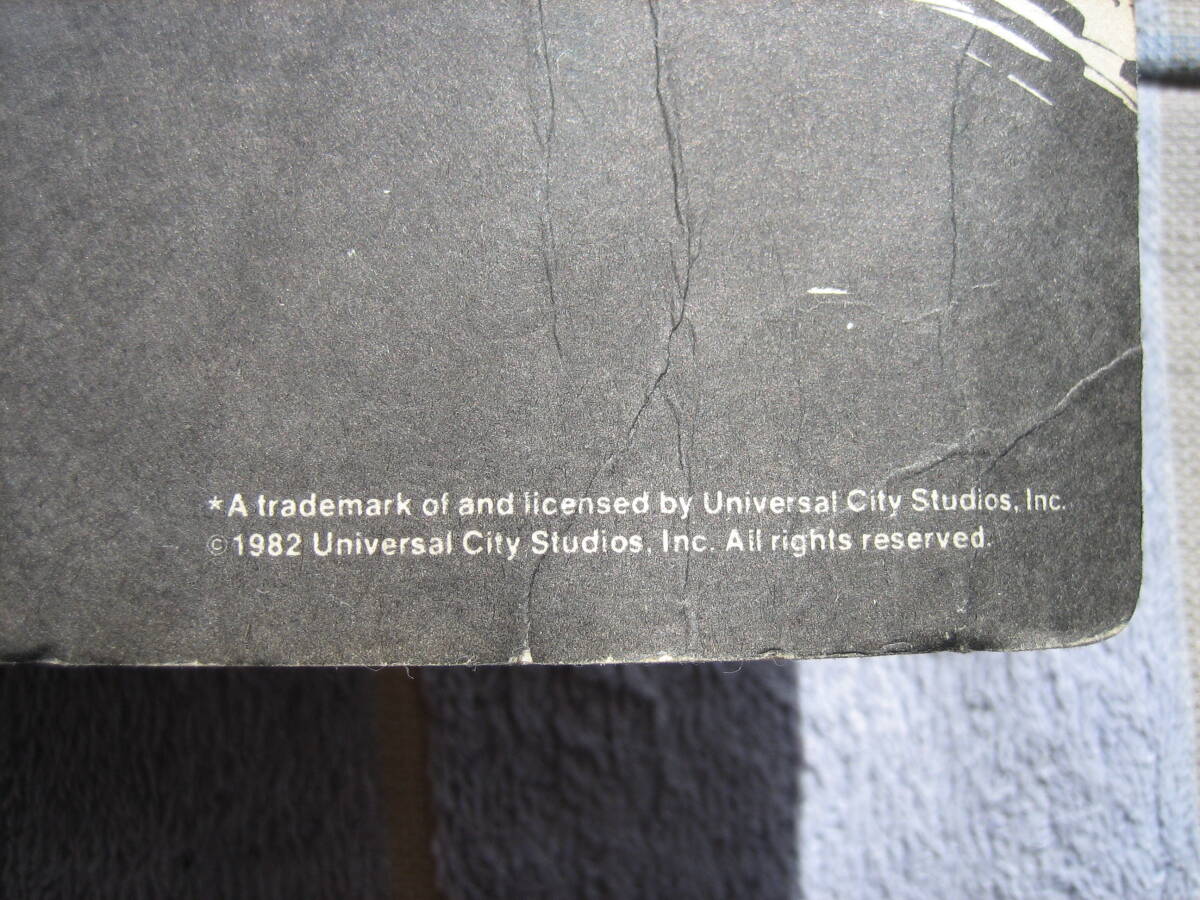 *A trademark of and licensed by Universal City Studios, Inc.
©1982 Universal City Studios, Inc. All rights reserved.